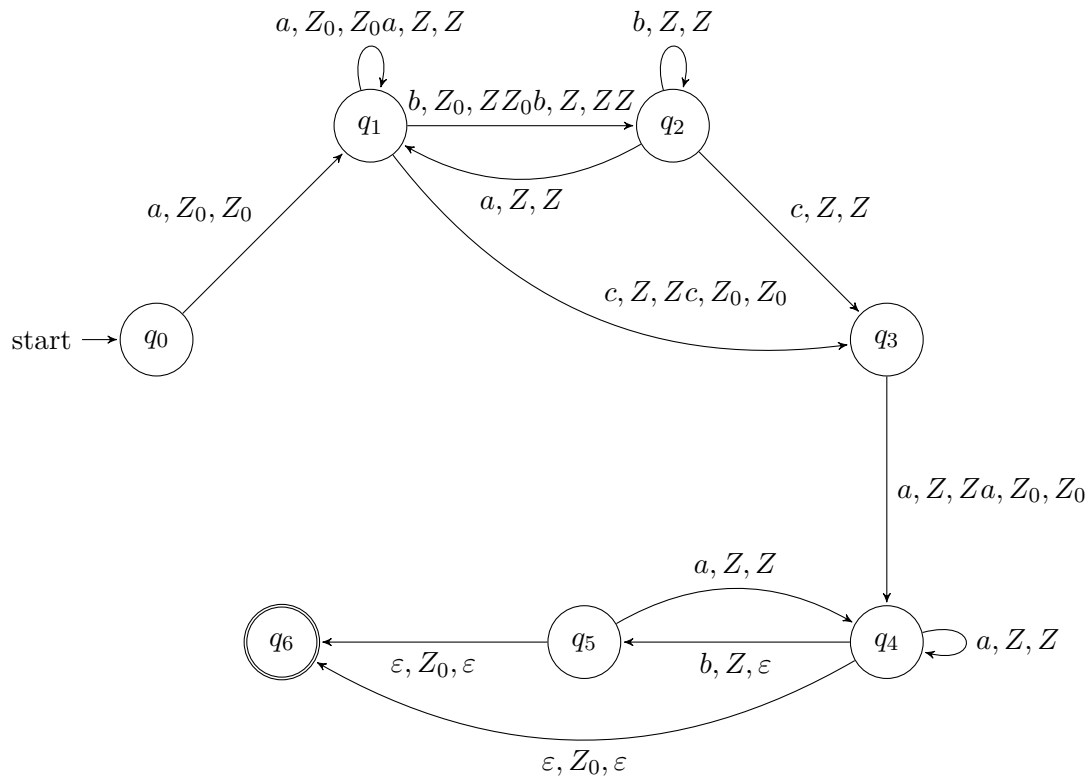 a, Z₀, Z₀a, Z, Z
b, Z, Z
b, Z₀, ZZ₀b, Z, ZZ
q₁
q₂
a, Z, Z
a, Z₀, Z₀
c, Z, Z
c, Z, Zc, Z₀, Z₀
start
q₀
q₃
a, Z, Za, Z₀, Z₀
a, Z, Z
q₆
q₅
q₄
a, Z, Z
ε, Z₀, ε
b, Z, ε
ε, Z₀, ε